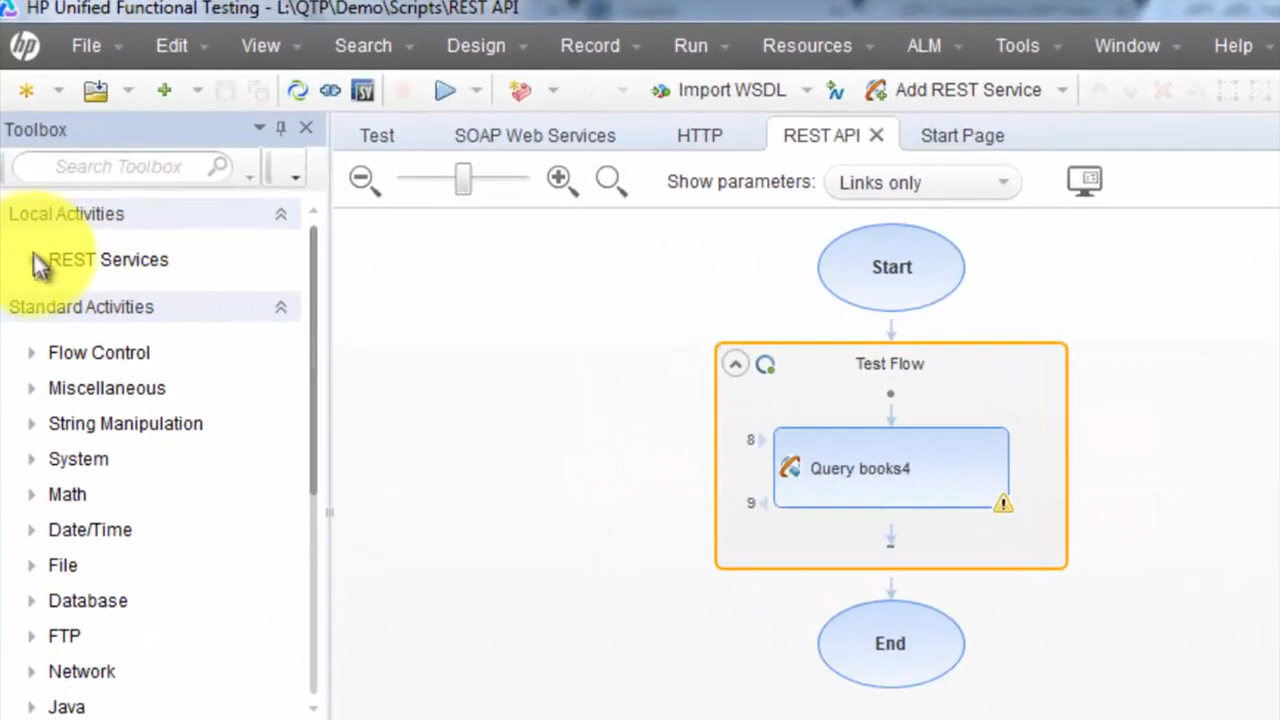 HP Unified Functional Testing - L:\QTP\Demo\Scripts\REST API
hp File Edit View Search Design Record Run Resources ALM Tools Window Help
SV Import WSDL Add REST Service
Toolbox
Test SOAP Web Services HTTP REST API Start Page
Search Toolbox
Show parameters: Links only
Local Activities
REST Services
Standard Activities
Flow Control
Miscellaneous
String Manipulation
System
Math
Date/Time
File
Database
FTP
Network
Java
Start
Test Flow
8
Query books4
9
End